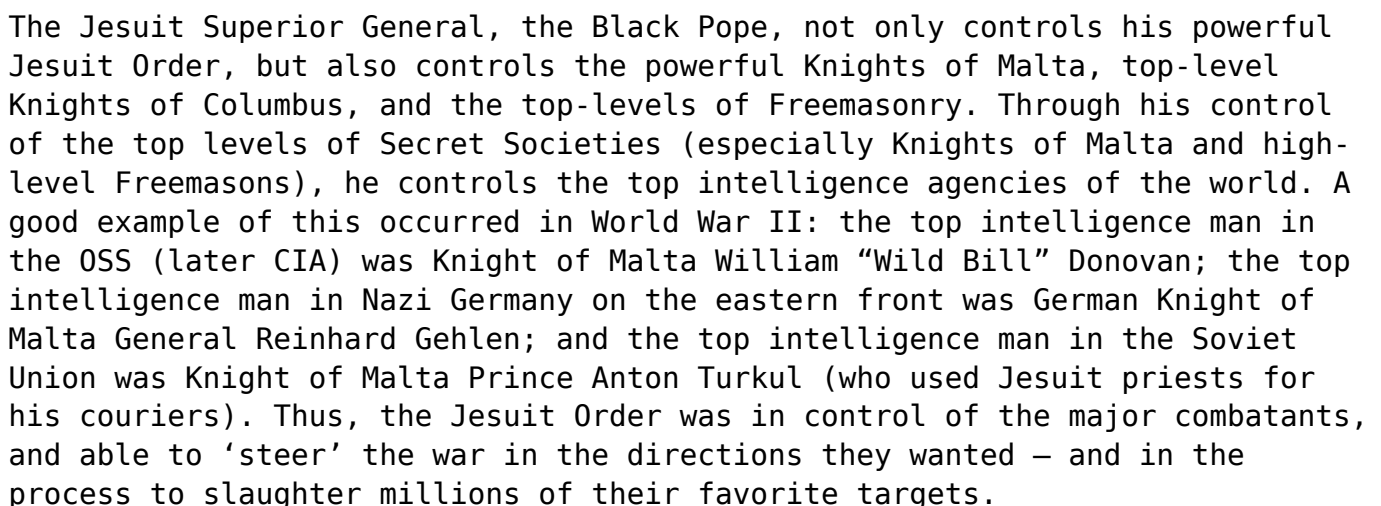 The Jesuit Superior General, the Black Pope, not only controls his powerful
Jesuit Order, but also controls the powerful Knights of Malta, top-level
Knights of Columbus, and the top-levels of Freemasonry. Through his control
of the top levels of Secret Societies (especially Knights of Malta and high-
level Freemasons), he controls the top intelligence agencies of the world. A
good example of this occurred in World War II: the top intelligence man in
the OSS (later CIA) was Knight of Malta William “Wild Bill” Donovan; the top
intelligence man in Nazi Germany on the eastern front was German Knight of
Malta General Reinhard Gehlen; and the top intelligence man in the Soviet
Union was Knight of Malta Prince Anton Turkul (who used Jesuit priests for
his couriers). Thus, the Jesuit Order was in control of the major combatants,
and able to ‘steer’ the war in the directions they wanted – and in the
process to slaughter millions of their favorite targets.